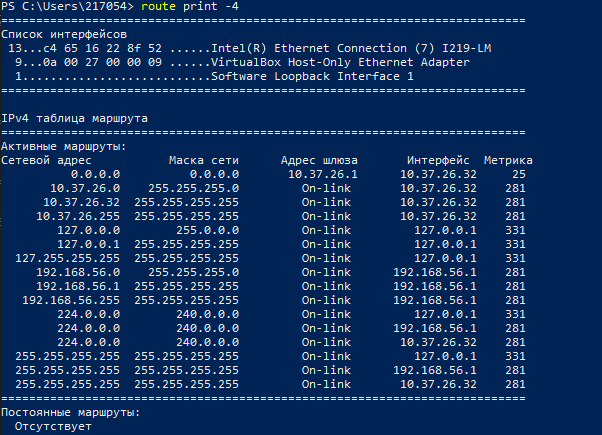 PS C:\Users\217054> route print -4
===========================================================================
Список интерфейсов
 13...c4 65 16 22 8f 52 ......Intel(R) Ethernet Connection (7) I219-LM
  9...0a 00 27 00 00 09 ......VirtualBox Host-Only Ethernet Adapter
  1...........................Software Loopback Interface 1
===========================================================================
IPv4 таблица маршрута
===========================================================================
Активные маршруты:
Сетевой адрес           Маска сети      Адрес шлюза       Интерфейс  Метрика
          0.0.0.0          0.0.0.0       10.37.26.1      10.37.26.32     25
       10.37.26.0    255.255.255.0         On-link       10.37.26.32    281
      10.37.26.32  255.255.255.255         On-link       10.37.26.32    281
     10.37.26.255  255.255.255.255         On-link       10.37.26.32    281
        127.0.0.0        255.0.0.0         On-link         127.0.0.1    331
        127.0.0.1  255.255.255.255         On-link         127.0.0.1    331
  127.255.255.255  255.255.255.255         On-link         127.0.0.1    331
     192.168.56.0    255.255.255.0         On-link      192.168.56.1    281
     192.168.56.1  255.255.255.255         On-link      192.168.56.1    281
   192.168.56.255  255.255.255.255         On-link      192.168.56.1    281
        224.0.0.0        240.0.0.0         On-link         127.0.0.1    331
        224.0.0.0        240.0.0.0         On-link      192.168.56.1    281
        224.0.0.0        240.0.0.0         On-link       10.37.26.32    281
  255.255.255.255  255.255.255.255         On-link         127.0.0.1    331
  255.255.255.255  255.255.255.255         On-link      192.168.56.1    281
  255.255.255.255  255.255.255.255         On-link       10.37.26.32    281
===========================================================================
Постоянные маршруты:
  Отсутствует